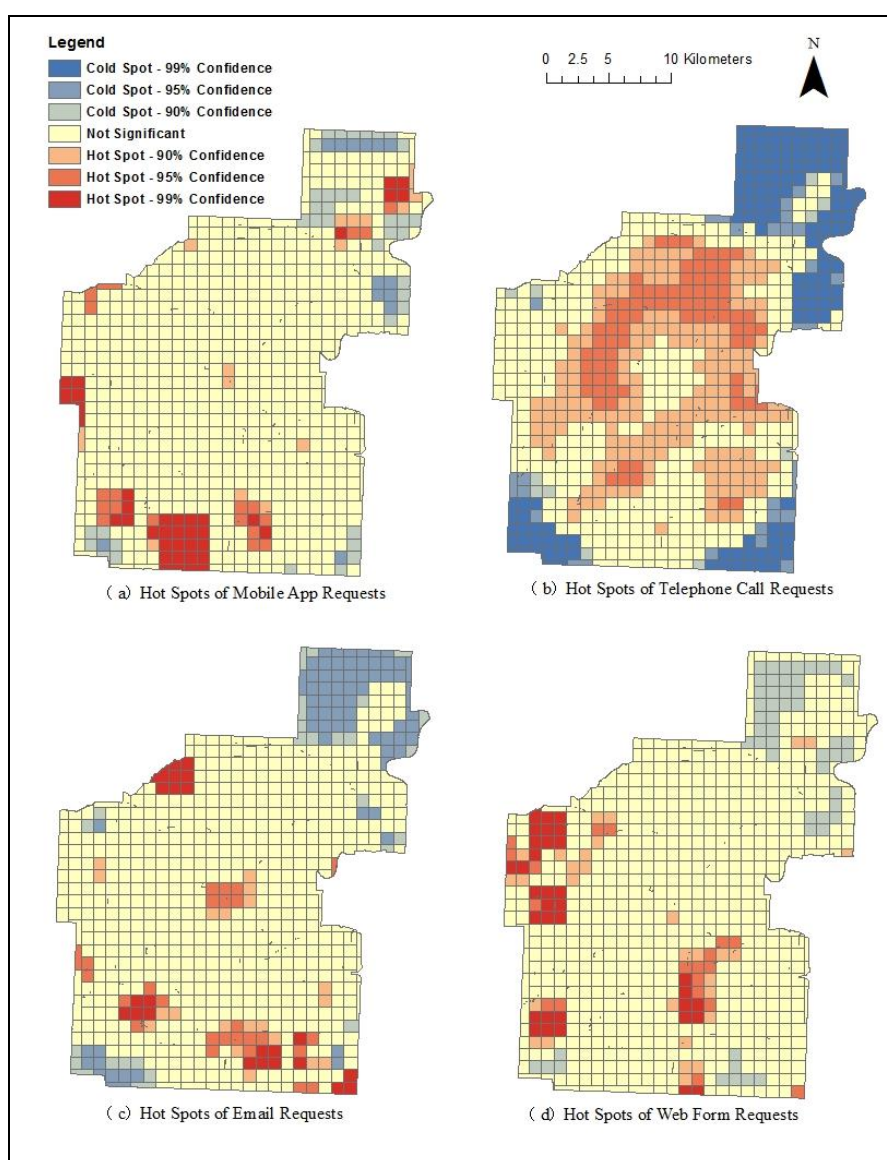 Legend
Cold Spot - 99% Confidence
Cold Spot - 95% Confidence
Cold Spot - 90% Confidence
Not Significant
Hot Spot - 90% Confidence
Hot Spot - 95% Confidence
Hot Spot - 99% Confidence
0 2.5 5 10 Kilometers
N
( a ) Hot Spots of Mobile App Requests
( b ) Hot Spots of Telephone Call Requests
( c ) Hot Spots of Email Requests
( d ) Hot Spots of Web Form Requests